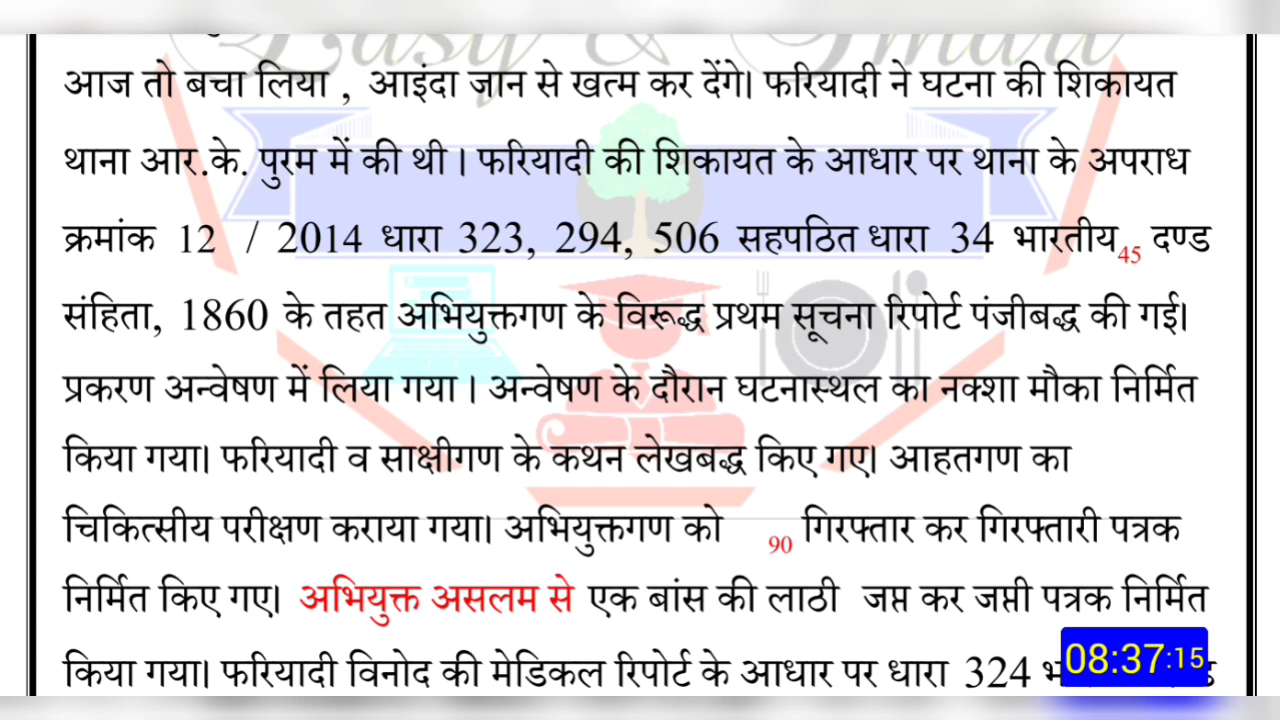 Easy & Smart
आज तो बचा लिया , आइंदा जान से खत्म कर देंगे। फरियादी ने घटना की शिकायत
थाना आर.के. पुरम में की थी । फरियादी की शिकायत के आधार पर थाना के अपराध
क्रमांक 12 / 2014 धारा 323, 294, 506 सहपठित धारा 34 भारतीय 45 दण्ड
संहिता, 1860 के तहत अभियुक्तगण के विरूद्ध प्रथम सूचना रिपोर्ट पंजीबद्ध की गई।
प्रकरण अन्वेषण में लिया गया । अन्वेषण के दौरान घटनास्थल का नक्शा मौका निर्मित
किया गया। फरियादी व साक्षीगण के कथन लेखबद्ध किए गए। आहतगण का
चिकित्सीय परीक्षण कराया गया। अभियुक्तगण को 90 गिरफ्तार कर गिरफ्तारी पत्रक
निर्मित किए गए। अभियुक्त असलम से एक बांस की लाठी जप्त कर जप्ती पत्रक निर्मित
किया गया। फरियादी विनोद की मेडिकल रिपोर्ट के आधार पर धारा 324
08:37:15